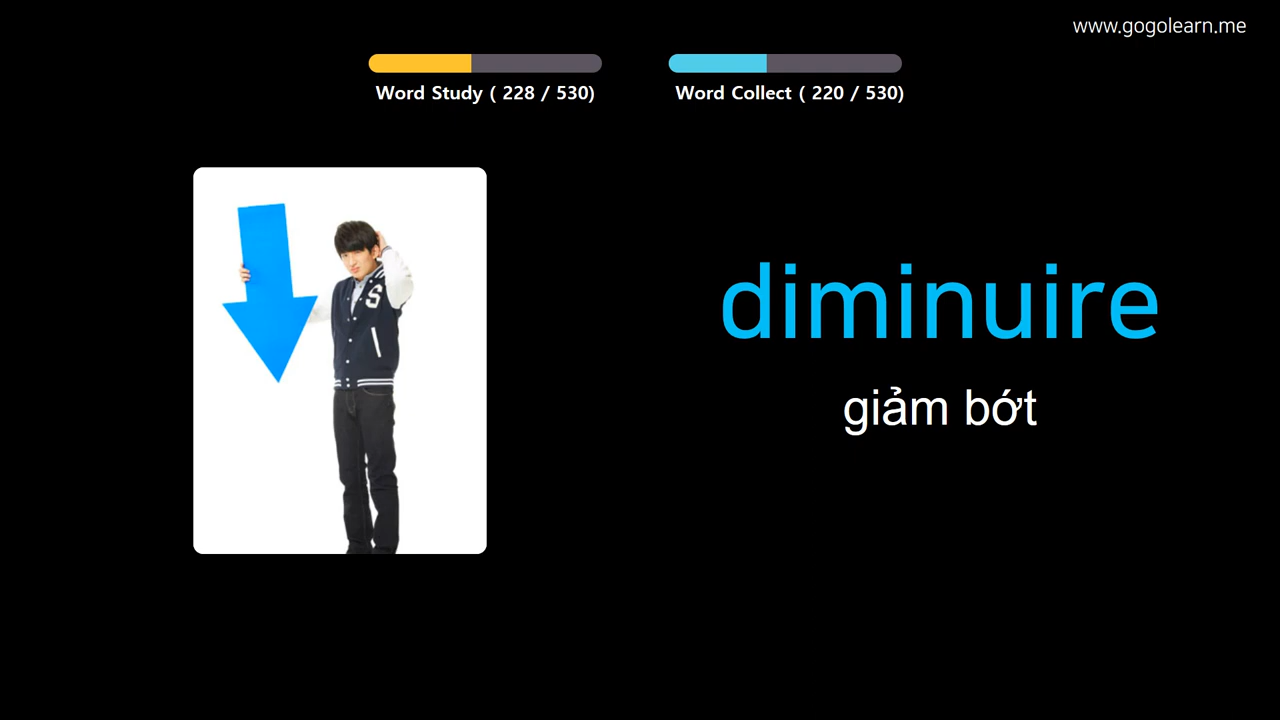 www.gogolearn.me
Word Study ( 228 / 530)
Word Collect ( 220 / 530)
S
diminuire
giảm bớt